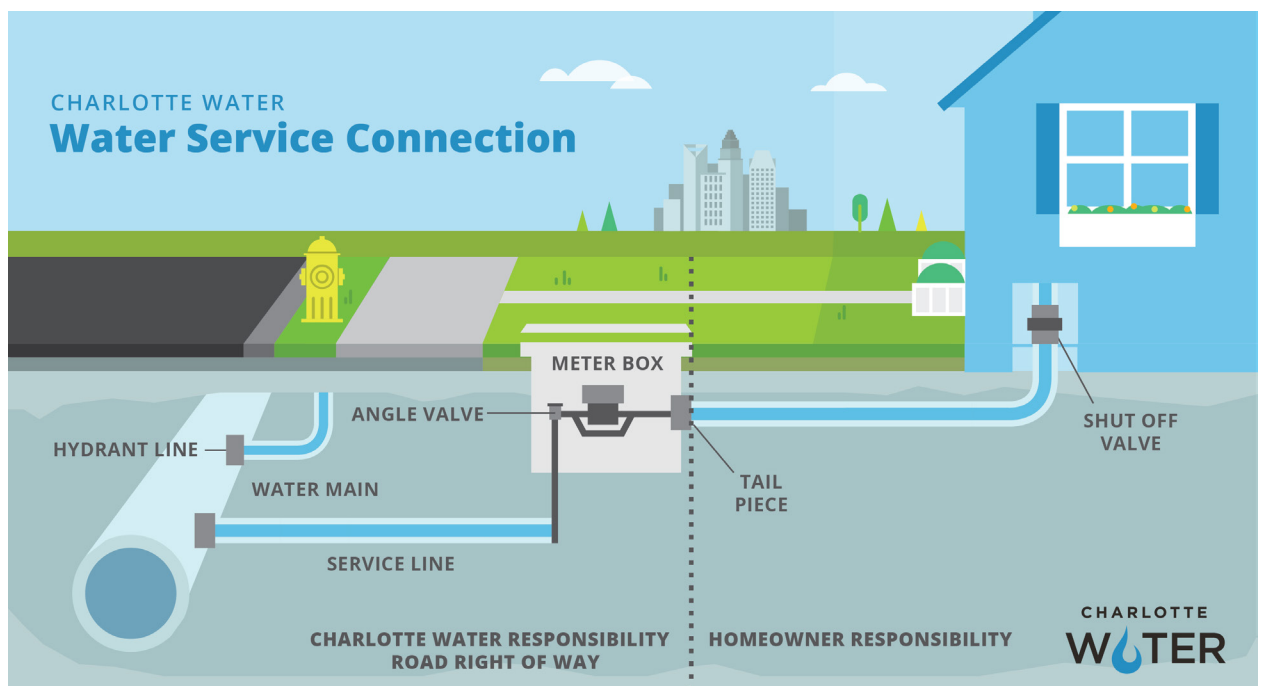 CHARLOTTE WATER
Water Service Connection
METER BOX
ANGLE VALVE
HYDRANT LINE
SHUT OFF
VALVE
WATER MAIN
TAIL
PIECE
SERVICE LINE
CHARLOTTE WATER RESPONSIBILITY
ROAD RIGHT OF WAY
HOMEOWNER RESPONSIBILITY
CHARLOTTE
WATER